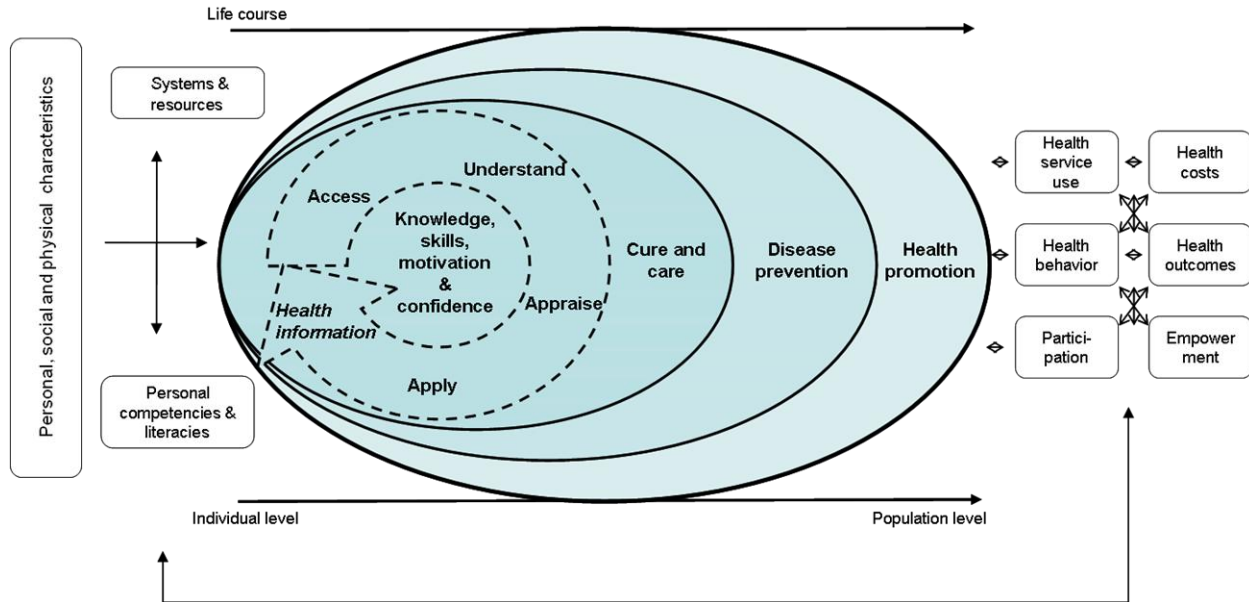 Life course
Personal, social and physical characteristics
Systems &
resources
Personal
competencies &
literacies
Access
Understand
Knowledge,
skills,
motivation
&
confidence
Health
information
Appraise
Apply
Cure and
care
Disease
prevention
Health
promotion
Health
service
use
Health
costs
Health
behavior
Health
outcomes
Partici-
pation
Empower
ment
Individual level
Population level